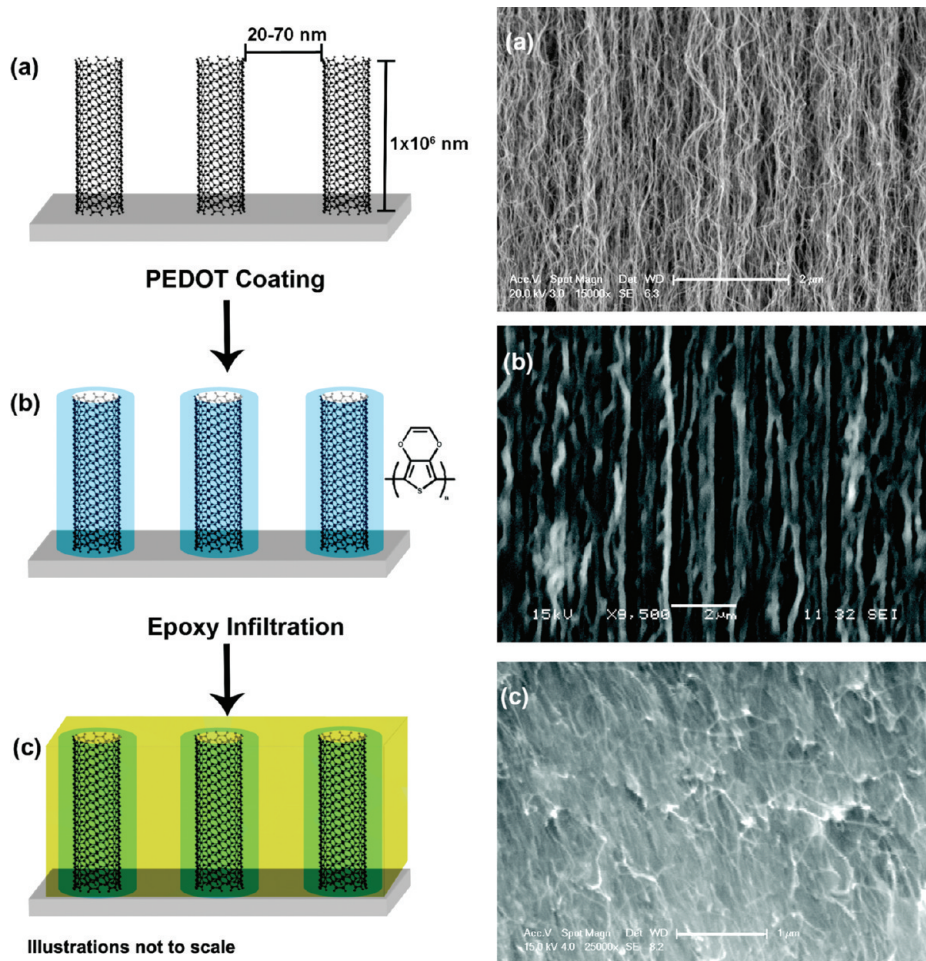 20-70 nm
(a)
1x10⁶ nm
PEDOT Coating
(b)
O O
S
n
Epoxy Infiltration
(c)
Illustrations not to scale
(a)
Acc.V Spot Magn Det WD 2 µm
20.0 kV 3.0 15000x SE 6.3
(b)
15kV X9,500 2µm 11 32 SEI
(c)
Acc.V Spot Magn Det WD 1 µm
15.0 kV 4.0 25000x SE 8.2